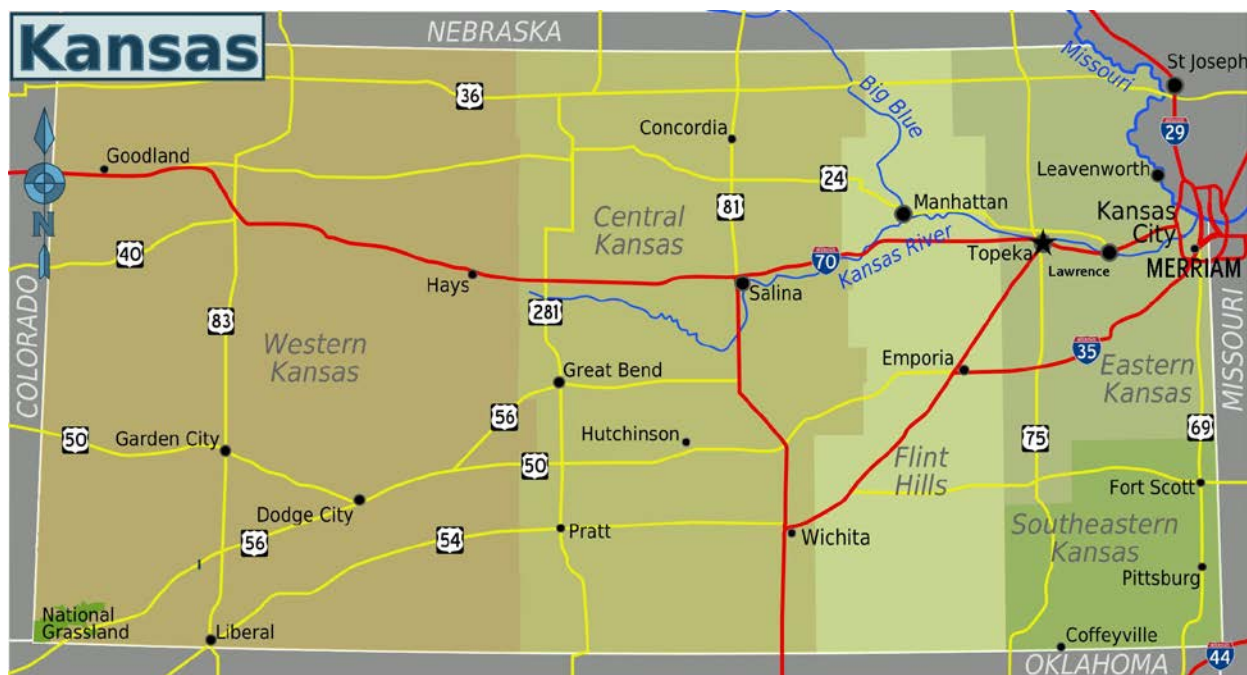 Kansas
NEBRASKA
Missouri
St Joseph
36
Big Blue
Concordia
29
Goodland
Leavenworth
24
Manhattan
N
81
Kansas
City
Central
Kansas
40
70
Kansas River
Topeka
Lawrence
MERRIAM
Hays
Salina
281
83
COLORADO
Western
Kansas
35
MISSOURI
Emporia
Eastern
Kansas
Great Bend
56
50
Garden City
Hutchinson
75
69
50
Flint
Hills
Fort Scott
Dodge City
56
54
Pratt
Wichita
Southeastern
Kansas
Pittsburg
National
Grassland
Liberal
Coffeyville
OKLAHOMA
44